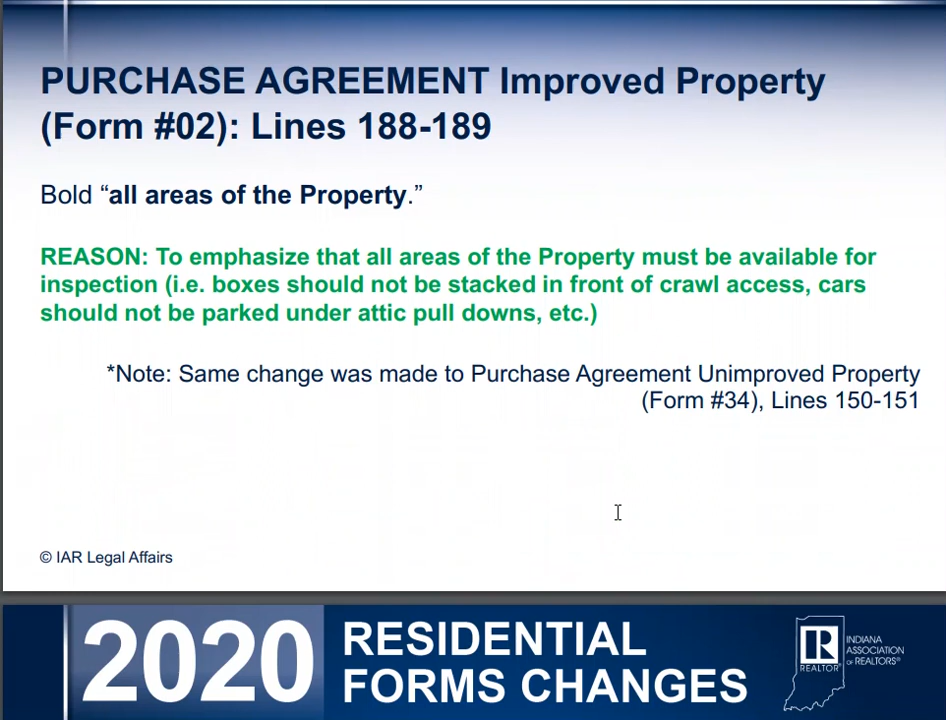 PURCHASE AGREEMENT Improved Property
(Form #02): Lines 188-189
Bold “all areas of the Property.”
REASON: To emphasize that all areas of the Property must be available for
inspection (i.e. boxes should not be stacked in front of crawl access, cars
should not be parked under attic pull downs, etc.)
*Note: Same change was made to Purchase Agreement Unimproved Property
(Form #34), Lines 150-151
© IAR Legal Affairs
2020
RESIDENTIAL
FORMS CHANGES
R
REALTOR®
INDIANA
ASSOCIATION
OF REALTORS®